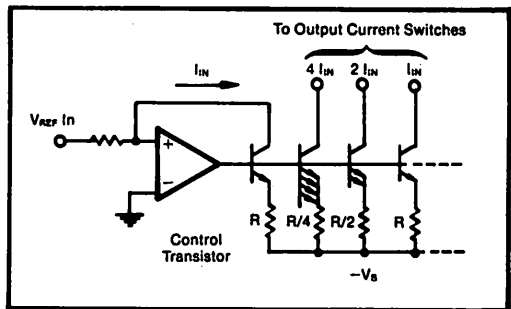 To Output Current Switches
I_IN
4 I_IN
2 I_IN
I_IN
V_REF In
+
−
Control
Transistor
R
R/4
R/2
R
−V_S